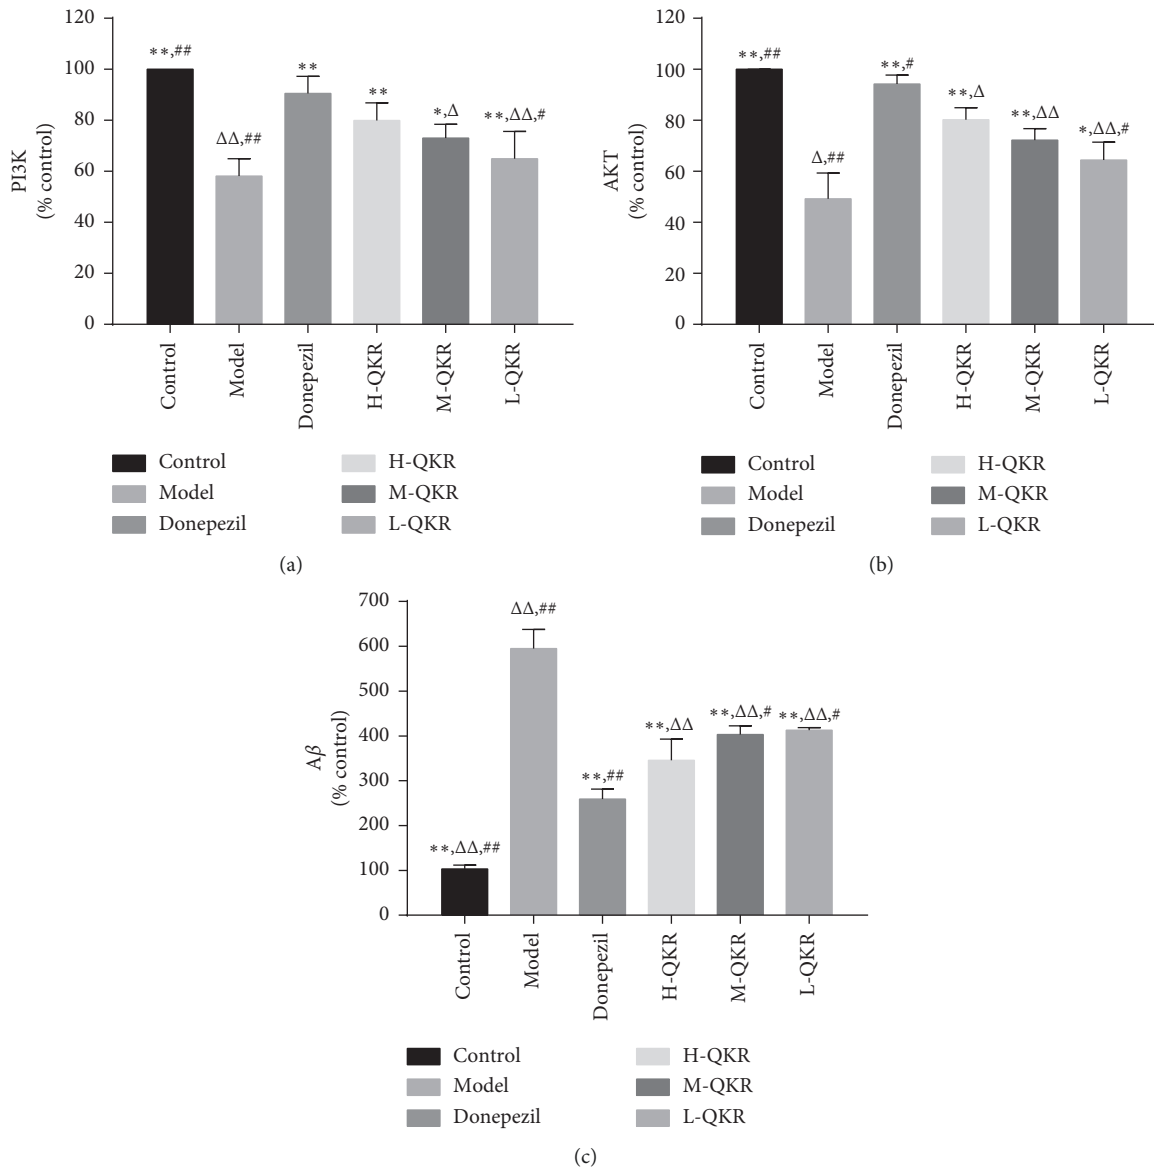 120
100
80
60
40
20
0
PI3K
(% control)
**,##
ΔΔ,##
**
**
*,Δ
**,ΔΔ,#
Control
Model
Donepezil
H-QKR
M-QKR
L-QKR
Control
Model
Donepezil
H-QKR
M-QKR
L-QKR
(a)
120
100
80
60
40
20
0
AKT
(% control)
**,##
Δ,##
**,#
**,Δ
**,ΔΔ
*,ΔΔ,#
Control
Model
Donepezil
H-QKR
M-QKR
L-QKR
Control
Model
Donepezil
H-QKR
M-QKR
L-QKR
(b)
700
600
500
400
300
200
100
0
Aβ
(% control)
**,ΔΔ,##
ΔΔ,##
**,##
**,ΔΔ
**,ΔΔ,#
**,ΔΔ,#
Control
Model
Donepezil
H-QKR
M-QKR
L-QKR
Control
Model
Donepezil
H-QKR
M-QKR
L-QKR
(c)